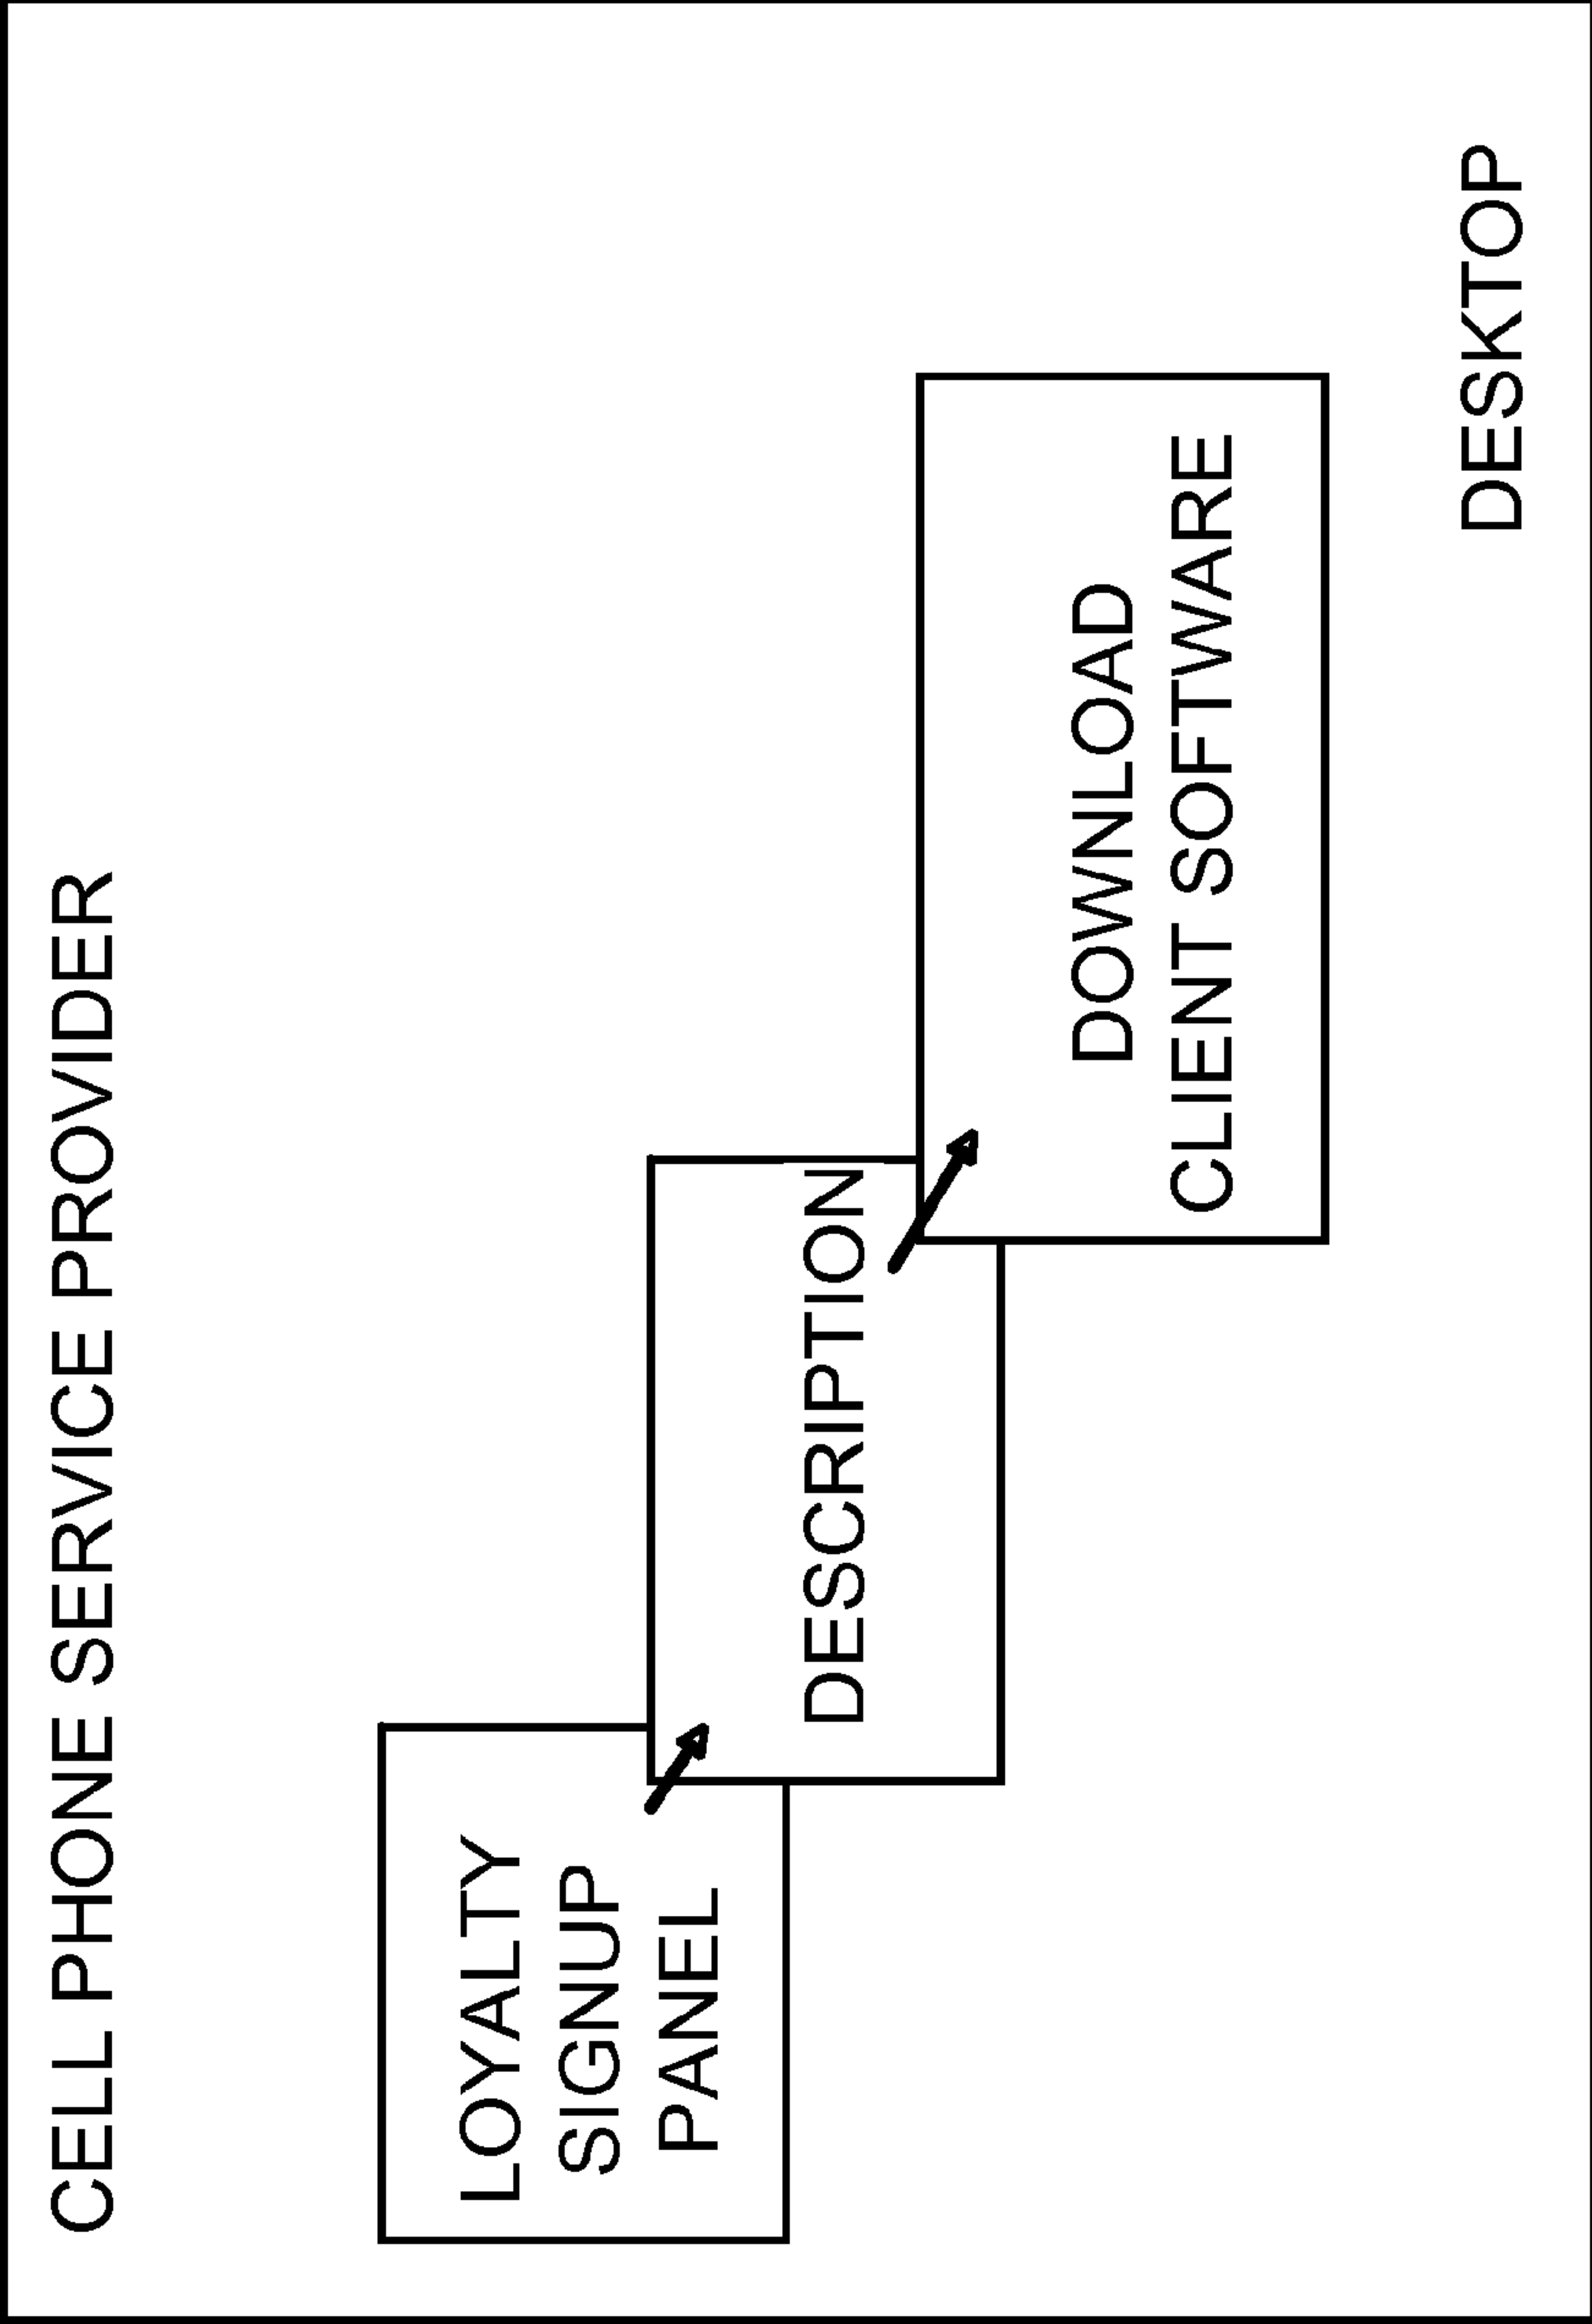 CELL PHONE SERVICE PROVIDER
LOYALTY
SIGNUP
PANEL
DESCRIPTION
DOWNLOAD
CLIENT SOFTWARE
DESKTOP